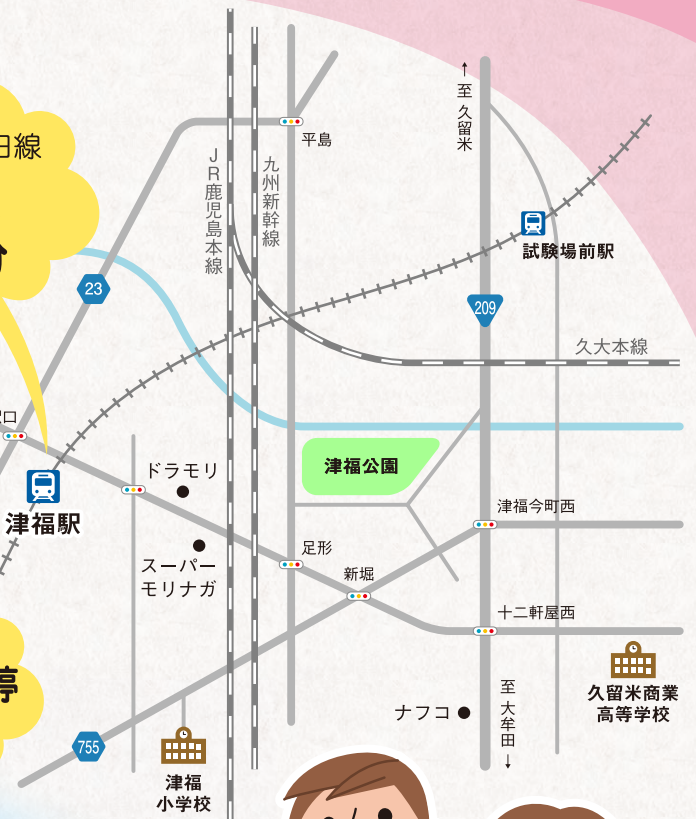 至 久留米
平島
日線
JR鹿児島本線
九州新幹線
試験場前駅
23
209
久大本線
口
津福公園
ドラモリ
津福駅
津福今町西
足形
スーパー
モリナガ
新堀
十二軒屋西
久留米商業
高等学校
停
至 大牟田
ナフコ
755
津福
小学校